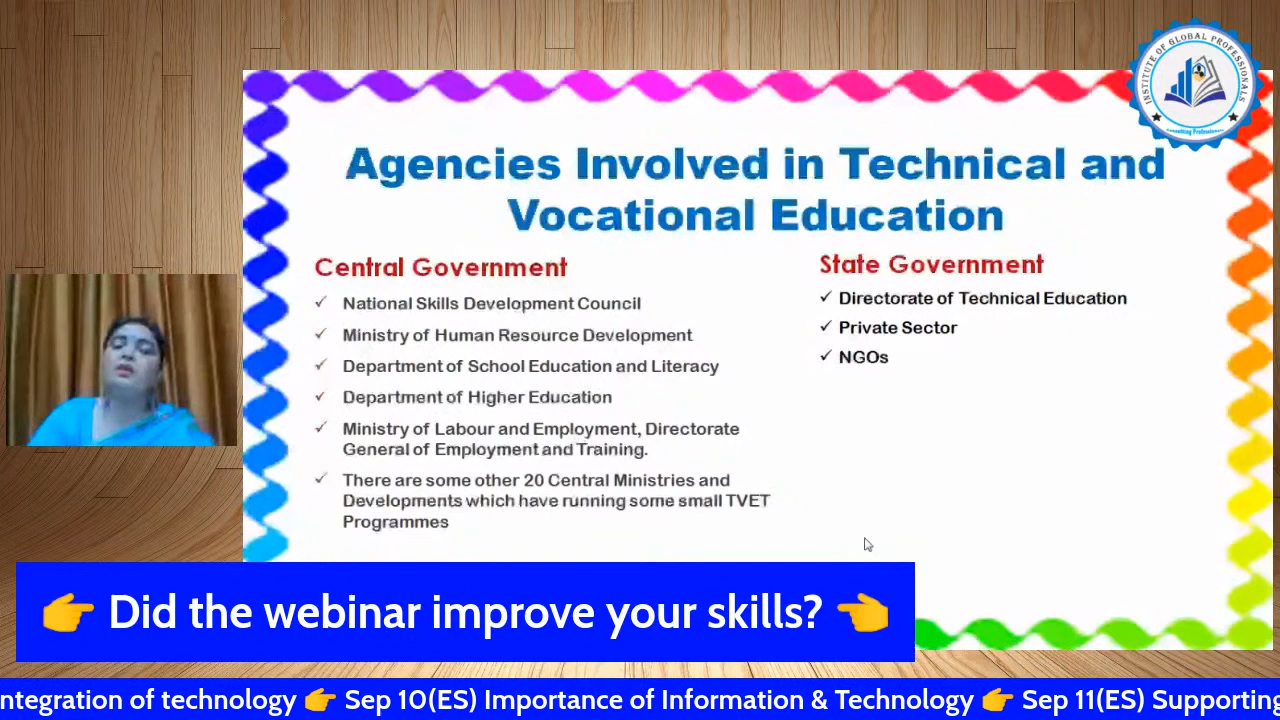 INSTITUTE OF GLOBAL PROFESSIONALS
Agencies Involved in Technical and
Vocational Education
Central Government
✓ National Skills Development Council
✓ Ministry of Human Resource Development
✓ Department of School Education and Literacy
✓ Department of Higher Education
✓ Ministry of Labour and Employment, Directorate
General of Employment and Training.
✓ There are some other 20 Central Ministries and
Developments which have running some small TVET
Programmes
State Government
✓ Directorate of Technical Education
✓ Private Sector
✓ NGOs
👉 Did the webinar improve your skills? 👈
ntegration of technology 👉 Sep 10(ES) Importance of Information & Technology 👉 Sep 11(ES) Supporting